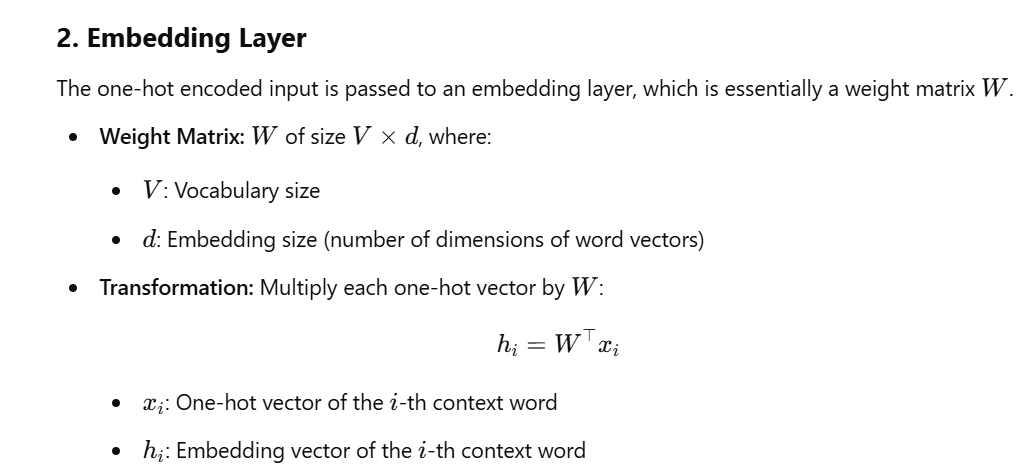 2. Embedding Layer
The one-hot encoded input is passed to an embedding layer, which is essentially a weight matrix W.
• Weight Matrix: W of size V × d, where:
• V: Vocabulary size
• d: Embedding size (number of dimensions of word vectors)
• Transformation: Multiply each one-hot vector by W:
hᵢ = W⊤xᵢ
• xᵢ: One-hot vector of the i-th context word
• hᵢ: Embedding vector of the i-th context word